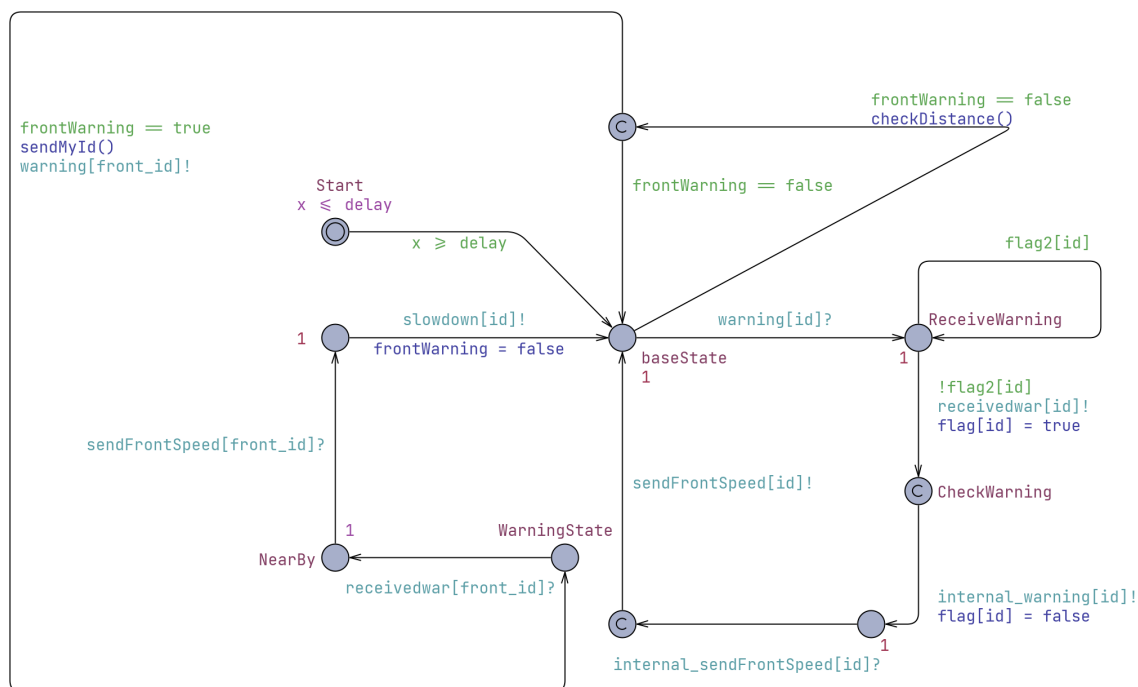 frontWarning == false
checkDistance()
frontWarning == true
sendMyId()
warning[front_id]!
C
Start
x ≤ delay
frontWarning == false
x ≥ delay
flag2[id]
slowdown[id]!
warning[id]?
ReceiveWarning
1
frontWarning = false
baseState
1
1
!flag2[id]
receivedwar[id]!
flag[id] = true
sendFrontSpeed[front_id]?
sendFrontSpeed[id]!
C
CheckWarning
1
WarningState
NearBy
receivedwar[front_id]?
internal_warning[id]!
flag[id] = false
C
1
internal_sendFrontSpeed[id]?